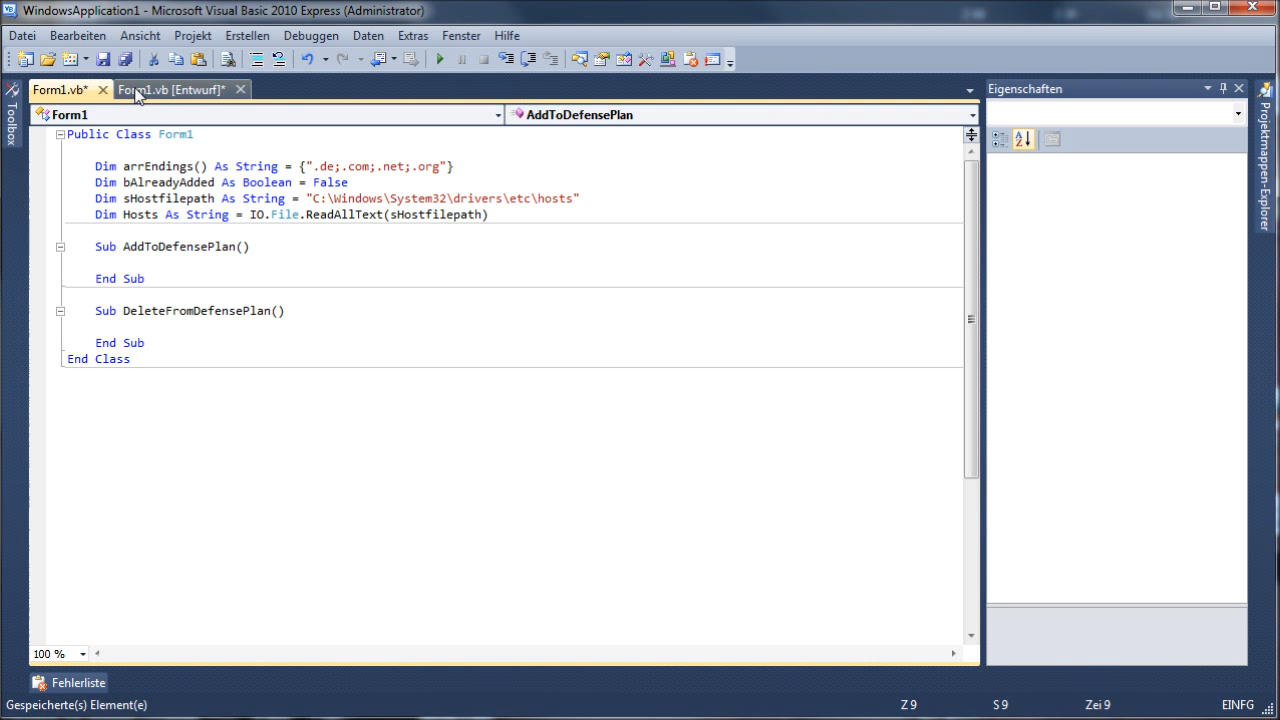 WindowsApplication1 - Microsoft Visual Basic 2010 Express (Administrator)
Datei Bearbeiten Ansicht Projekt Erstellen Debuggen Daten Extras Fenster Hilfe
Form1.vb* Form1.vb [Entwurf]* Eigenschaften
Toolbox
Projektmappen-Explorer
Form1 AddToDefensePlan
Public Class Form1
Dim arrEndings() As String = {".de;.com;.net;.org"}
Dim bAlreadyAdded As Boolean = False
Dim sHostfilepath As String = "C:\Windows\System32\drivers\etc\hosts"
Dim Hosts As String = IO.File.ReadAllText(sHostfilepath)
Sub AddToDefensePlan()
End Sub
Sub DeleteFromDefensePlan()
End Sub
End Class
100 %
Fehlerliste
Gespeicherte(s) Element(e) Z 9 S 9 Zei 9 EINFG